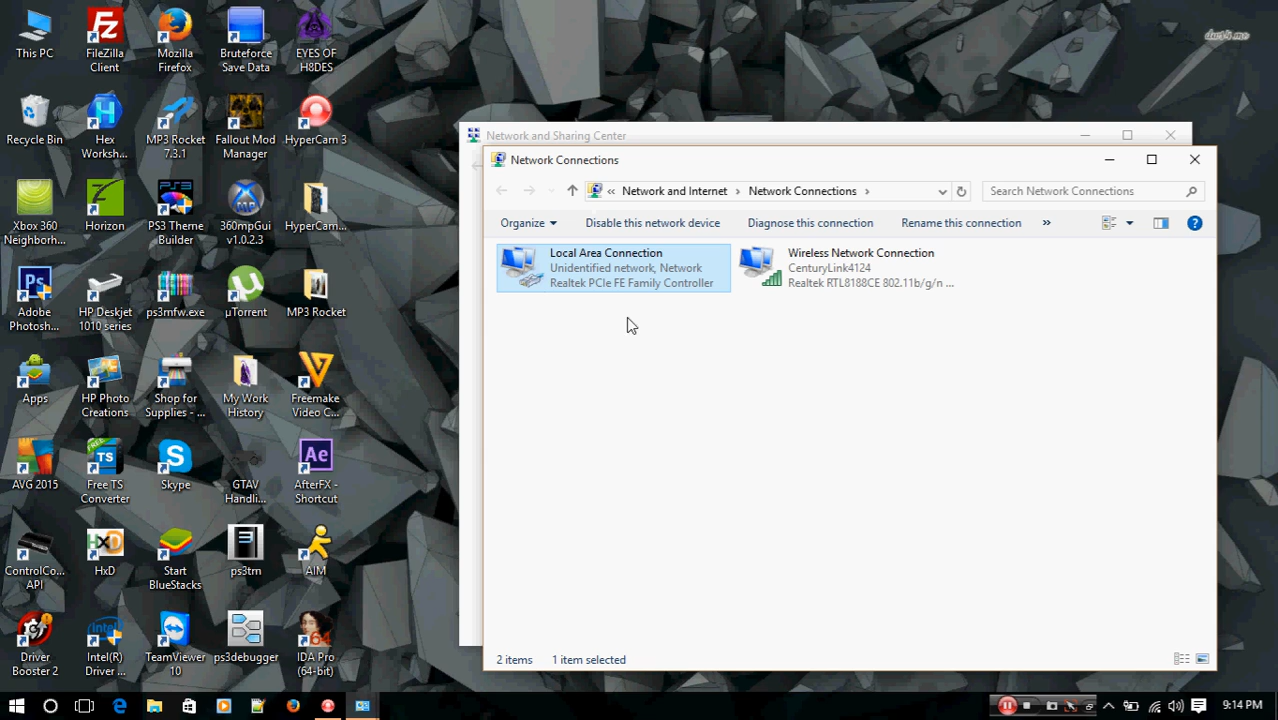 This PC
FileZilla
Client
Mozilla
Firefox
Bruteforce
Save Data
EYES OF
H8DES
Recycle Bin
Hex
Worksh...
MP3 Rocket
7.3.1
Fallout Mod
Manager
HyperCam 3
Xbox 360
Neighborh...
Horizon
PS3 Theme
Builder
360mpGui
v1.0.2.3
HyperCam...
Adobe
Photosh...
HP Deskjet
1010 series
ps3mfw.exe
µTorrent
MP3 Rocket
Apps
HP Photo
Creations
Shop for
Supplies - ...
My Work
History
Freemake
Video C...
AVG 2015
Free TS
Converter
Skype
GTAV
Handli...
AfterFX -
Shortcut
ControlCo...
API
HxD
Start
BlueStacks
ps3tm
AIM
Driver
Booster 2
Intel(R)
Driver ...
TeamViewer
10
ps3debugger
IDA Pro
(64-bit)
Network and Sharing Center
Network Connections
« Network and Internet › Network Connections ›
Search Network Connections
Organize
Disable this network device
Diagnose this connection
Rename this connection
»
Local Area Connection
Unidentified network, Network
Realtek PCIe FE Family Controller
Wireless Network Connection
CenturyLink4124
Realtek RTL8188CE 802.11b/g/n ...
2 items
1 item selected
9:14 PM